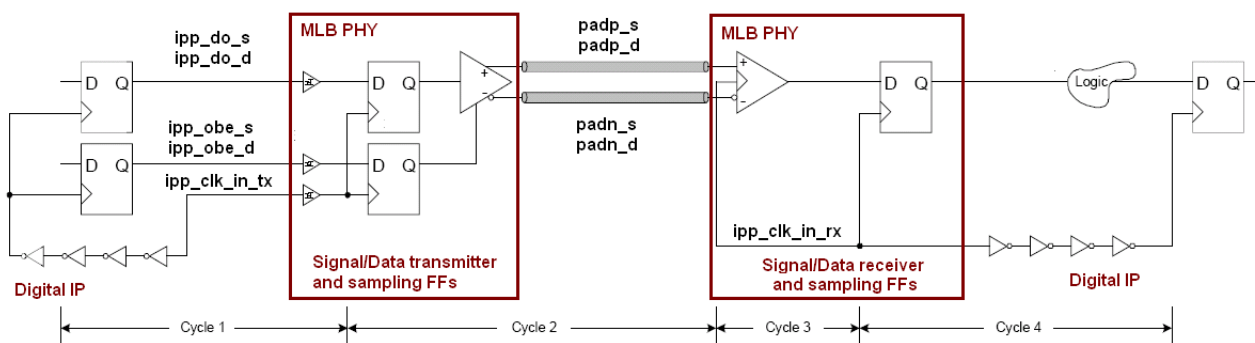 ipp_do_s
ipp_do_d
MLB PHY
padp_s
padp_d
MLB PHY
D Q
D Q
+
-
+
-
D Q
Logic
D Q
ipp_obe_s
ipp_obe_d
padn_s
padn_d
D Q
D Q
ipp_clk_in_tx
ipp_clk_in_rx
Digital IP
Signal/Data transmitter
and sampling FFs
Signal/Data receiver
and sampling FFs
Digital IP
Cycle 1
Cycle 2
Cycle 3
Cycle 4